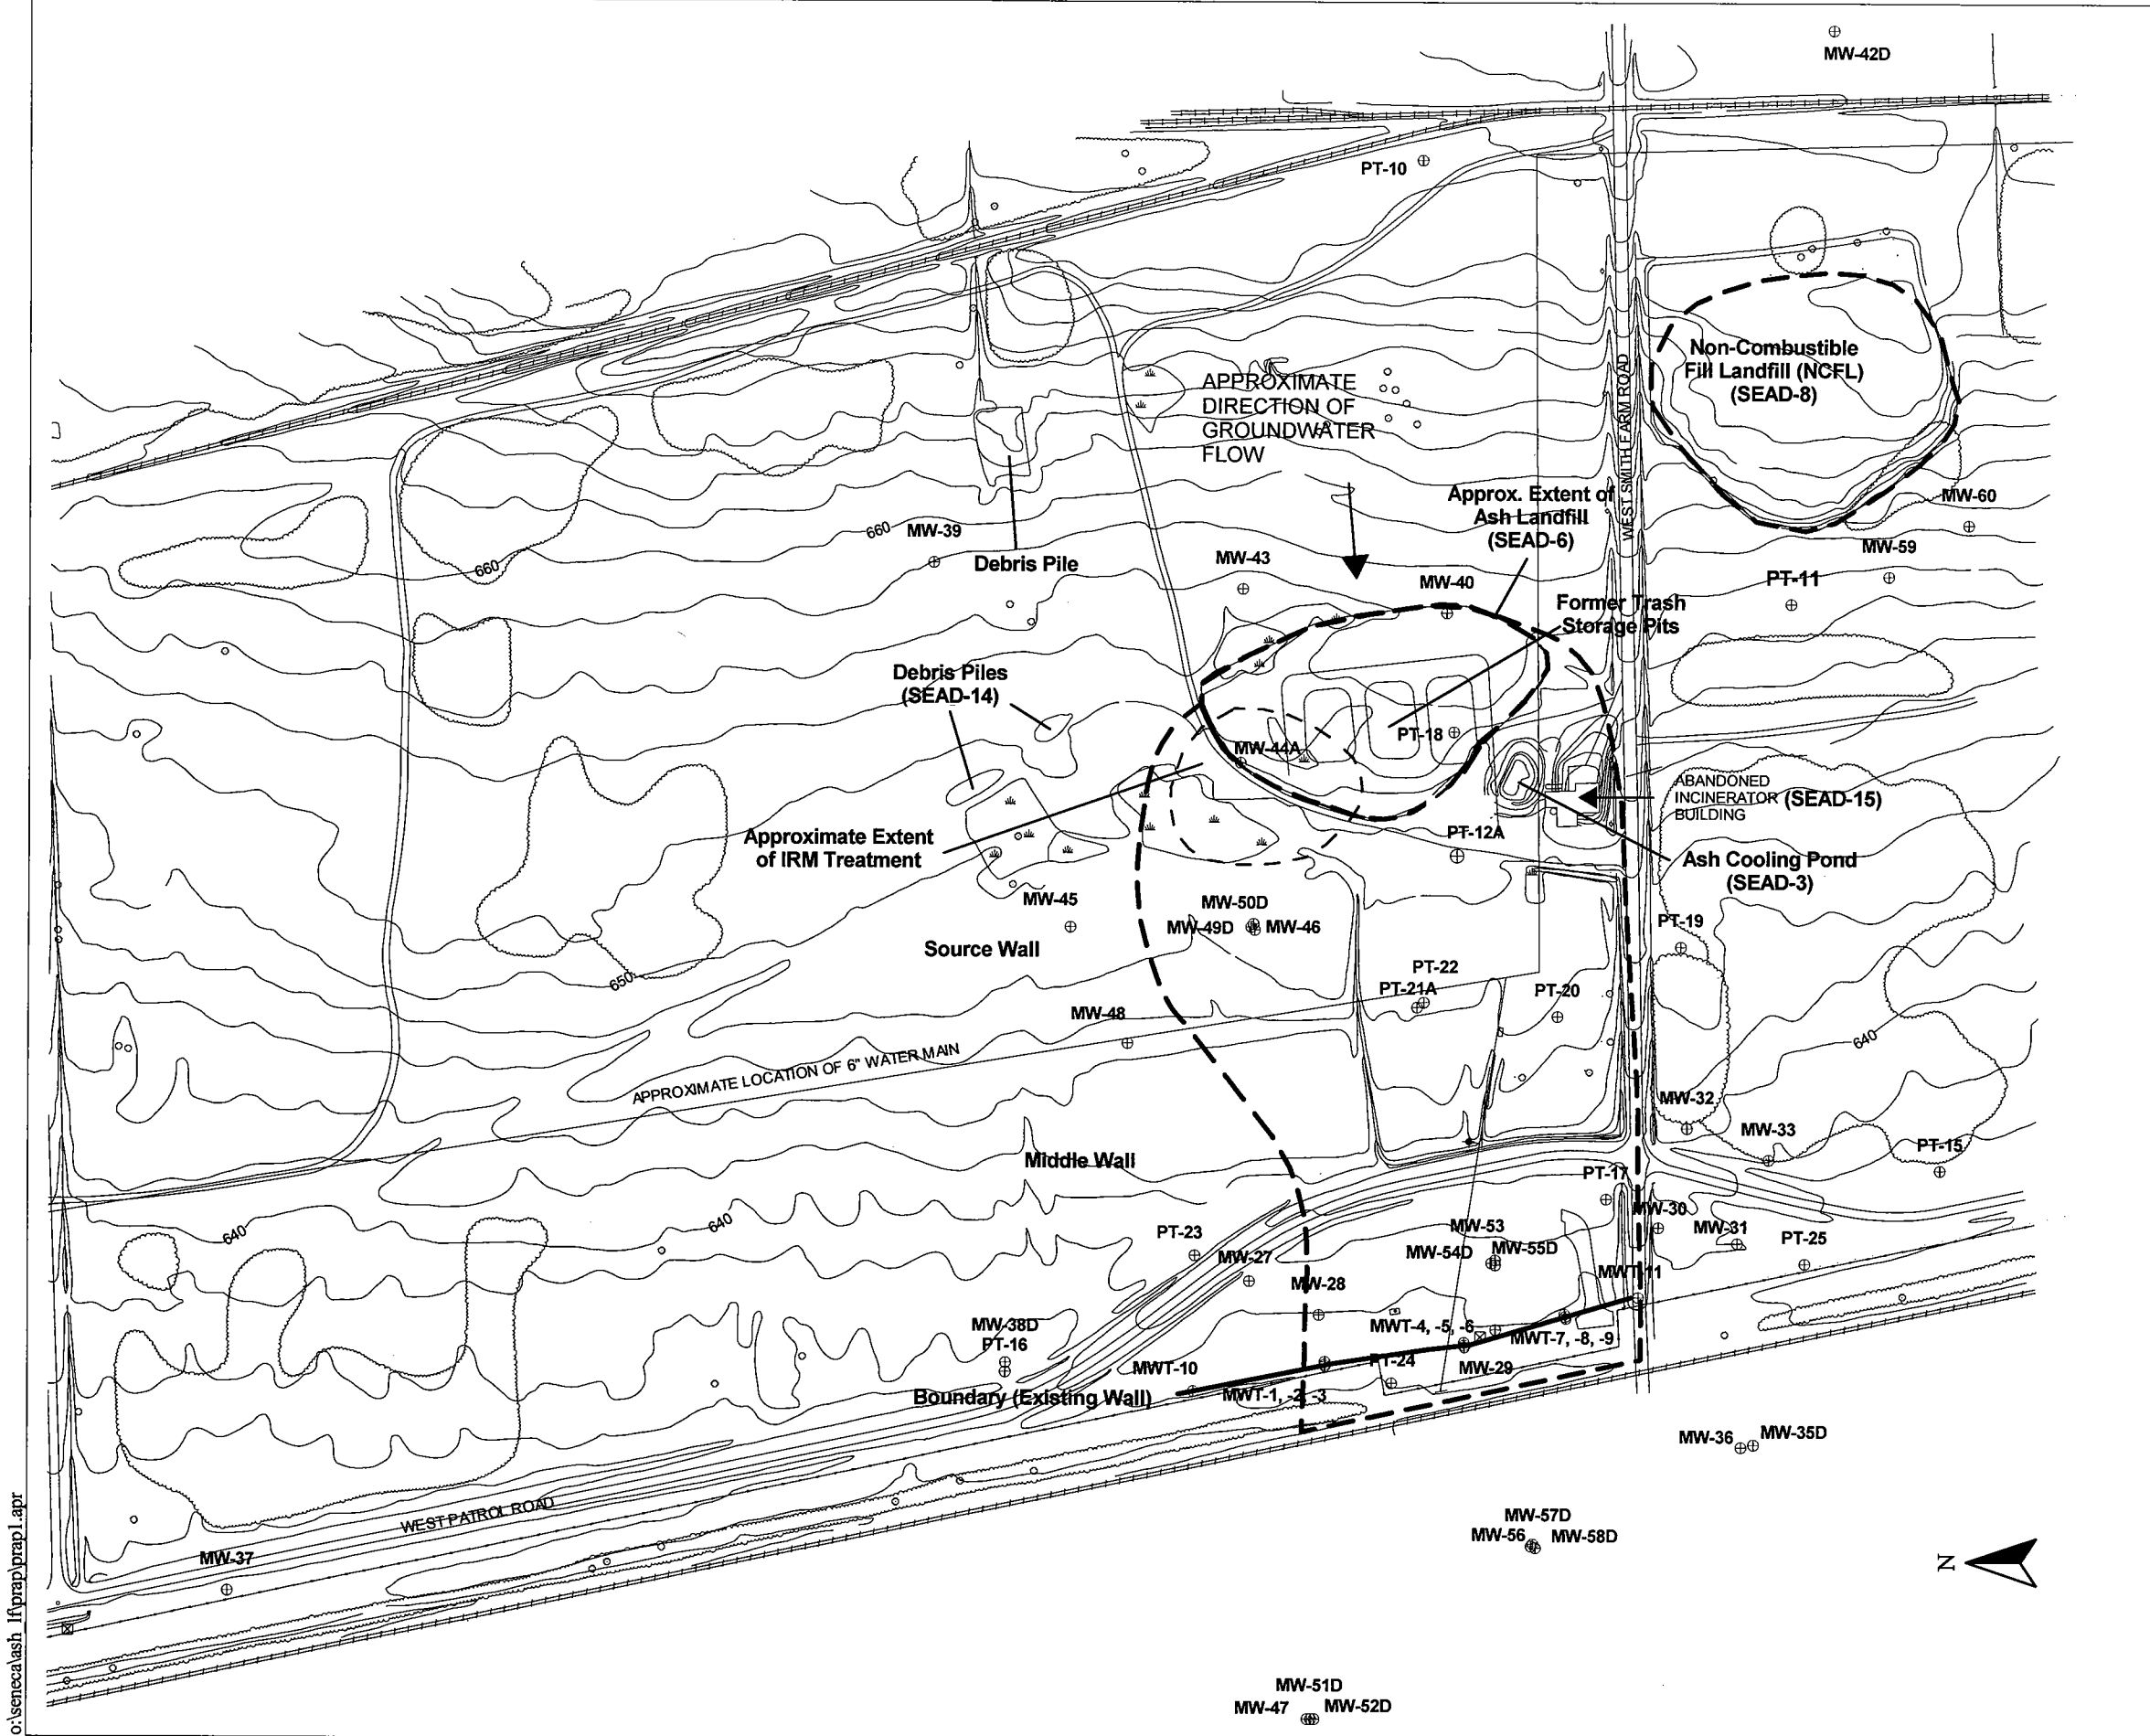 MW-42D
PT-10
Non-Combustible
Fill Landfill (NCFL)
(SEAD-8)
WEST SMITH FARM ROAD
APPROXIMATE
DIRECTION OF
GROUNDWATER
FLOW
Approx. Extent of
Ash Landfill
(SEAD-6)
MW-60
MW-59
PT-11
660
MW-39
660
Debris Pile
MW-43
MW-40
Former Trash
Storage Pits
Debris Piles
(SEAD-14)
MW-44A
PT-18
ABANDONED
INCINERATOR (SEAD-15)
BUILDING
Approximate Extent
of IRM Treatment
PT-12A
Ash Cooling Pond
(SEAD-3)
MW-45
MW-50D
MW-49D
MW-46
PT-19
Source Wall
650
PT-22
PT-21A
PT-20
MW-48
640
APPROXIMATE LOCATION OF 6" WATER MAIN
MW-32
MW-33
PT-15
Middle Wall
PT-17
640
640
PT-23
MW-30
MW-31
PT-25
MW-53
MW-54D
MW-55D
MW-27
MW-28
MWT-11
MW-38D
PT-16
MWT-4, -5, -6
MWT-7, -8, -9
MWT-10
PT-24
MW-29
Boundary (Existing Wall)
MWT-1, -2, -3
MW-36
MW-35D
WEST PATROL ROAD
MW-37
MW-57D
MW-56
MW-58D
N
MW-51D
MW-47
MW-52D
o:\seneca\ash_lf\prap\prap1.apr